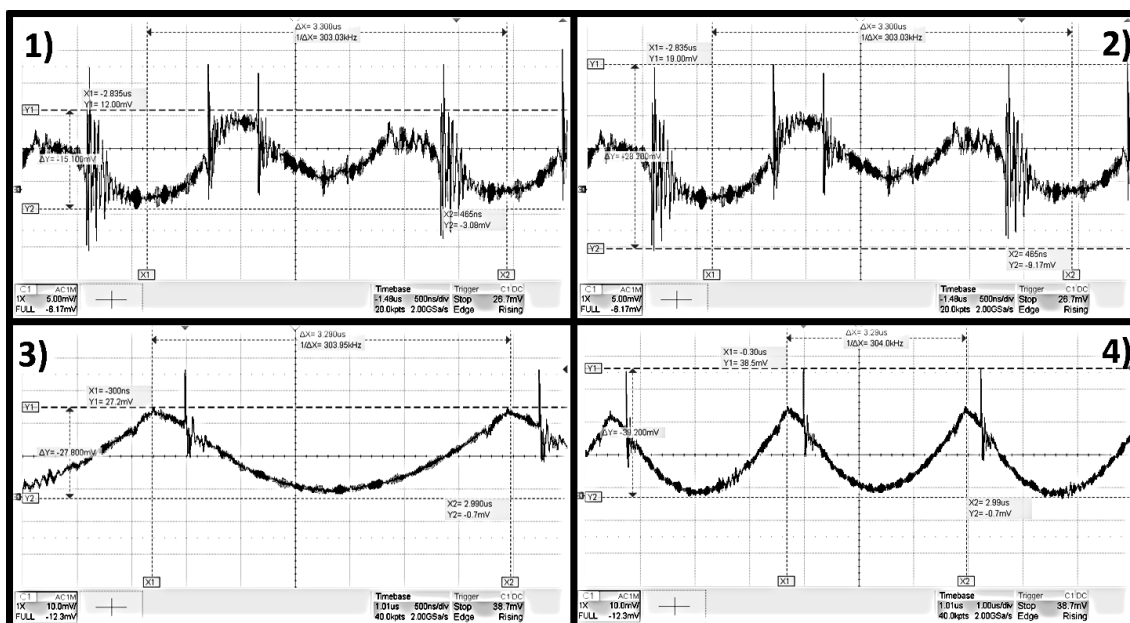 1)
ΔX= 3.300us
1/ΔX= 303.03kHz
X1= -2.835us
Y1= 12.00mV
Y1
ΔY= -15.100mV
Y2
X2= 465ns
Y2= -3.08mV
X1
X2
C1 AC1M
1X 5.00mV/
FULL -6.17mV
Timebase
-1.48us 500ns/div
20.0kpts 2.00GSa/s
Trigger C1 DC
Stop 26.7mV
Edge Rising
2)
ΔX= 3.300us
1/ΔX= 303.03kHz
X1= -2.835us
Y1= 19.00mV
Y1
Y2
X2= 465ns
Y2= -9.17mV
X1
X2
C1 AC1M
1X 5.00mV/
FULL -6.17mV
Timebase
-1.48us 500ns/div
20.0kpts 2.00GSa/s
Trigger C1 DC
Stop 26.7mV
Edge Rising
3)
ΔX= 3.290us
1/ΔX= 303.95kHz
X1= -300ns
Y1= 27.2mV
Y1
ΔY= -27.800mV
Y2
X2= 2.990us
Y2= -0.7mV
X1
X2
C1 AC1M
1X 10.0mV/
FULL -12.3mV
Timebase
1.01us 500ns/div
40.0kpts 2.00GSa/s
Trigger C1 DC
Stop 38.7mV
Edge Rising
4)
ΔX= 3.29us
1/ΔX= 304.0kHz
X1= -0.30us
Y1= 38.5mV
Y1
ΔY= -39.200mV
Y2
X2= 2.99us
Y2= -0.7mV
X1
X2
C1 AC1M
1X 10.0mV/
FULL -12.3mV
Timebase
1.01us 1.00us/div
40.0kpts 2.00GSa/s
Trigger C1 DC
Stop 38.7mV
Edge Rising